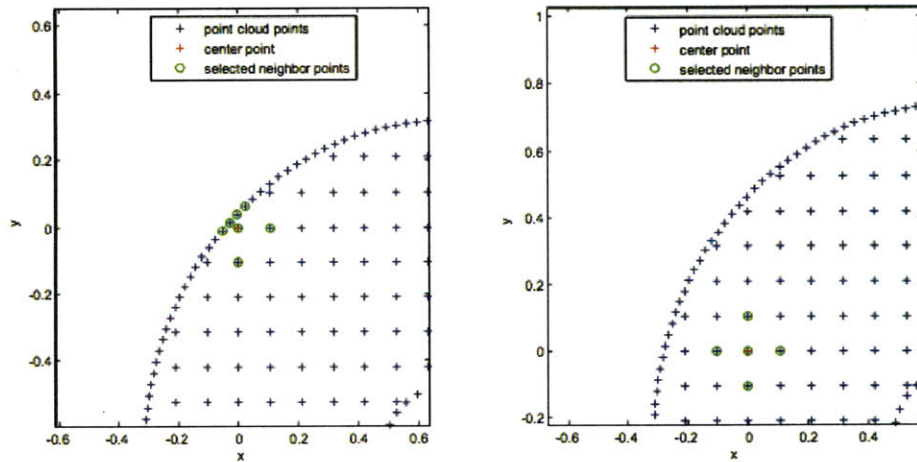 point cloud points
center point
selected neighbor points
0.6
0.4
0.2
0
-0.2
-0.4
y
-0.6 -0.4 -0.2 0 0.2 0.4 0.6
x
point cloud points
center point
selected neighbor points
1
0.8
0.6
0.4
0.2
0
-0.2
y
-0.6 -0.4 -0.2 0 0.2 0.4
x